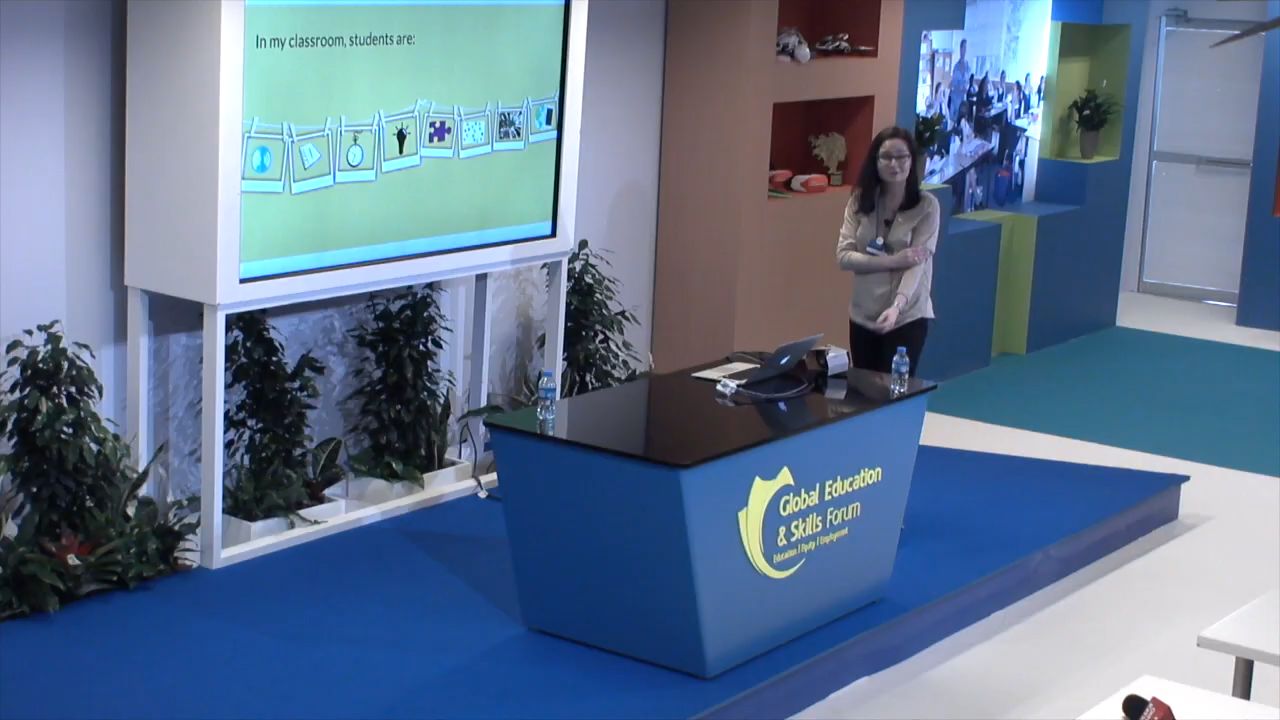 In my classroom, students are:
Global Education
& Skills Forum
Education | Equity | Employment